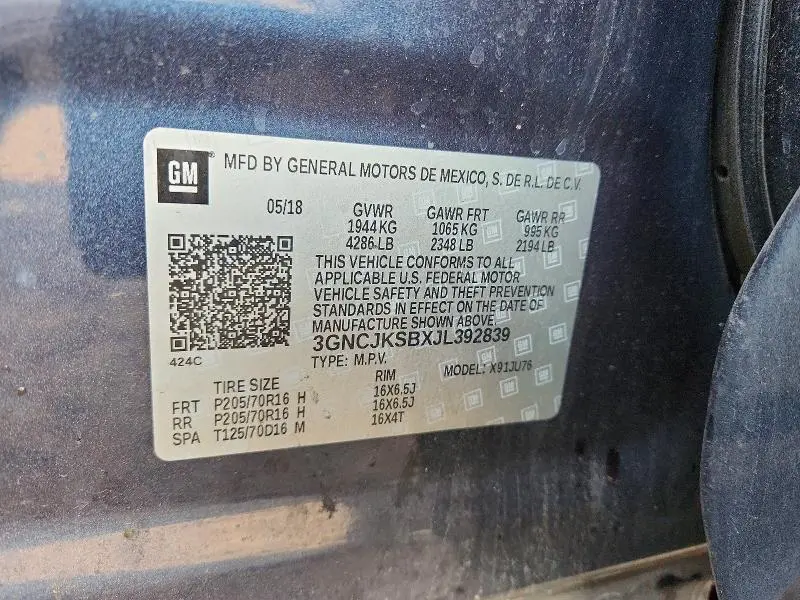 GM
MFD BY GENERAL MOTORS DE MEXICO, S. DE R.L. DE C.V.
05/18 GVWR GAWR FRT GAWR RR
1944 KG 1065 KG 995 KG
4286 LB 2348 LB 2194 LB
THIS VEHICLE CONFORMS TO ALL
APPLICABLE U.S. FEDERAL MOTOR
VEHICLE SAFETY AND THEFT PREVENTION
STANDARDS IN EFFECT ON THE DATE OF
MANUFACTURE SHOWN ABOVE
3GNCJKSBXJL392839
424C TYPE: M.P.V. MODEL: X91JU76
TIRE SIZE RIM
FRT P205/70R16 H 16X6.5J
RR P205/70R16 H 16X6.5J
SPA T125/70D16 M 16X4T